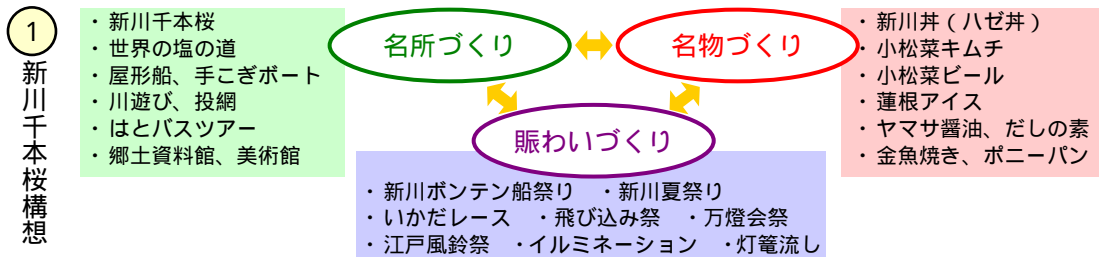 1
新川千本桜構想
・新川千本桜
・世界の塩の道
・屋形船、手こぎボート
・川遊び、投網
・はとバスツアー
・郷土資料館、美術館
名所づくり
名物づくり
・新川丼(ハゼ丼)
・小松菜キムチ
・小松菜ビール
・蓮根アイス
・ヤマサ醤油、だしの素
・金魚焼き、ポニーパン
賑わいづくり
・新川ボンテン船祭り ・新川夏祭り
・いかだレース ・飛び込み祭 ・万燈会祭
・江戸風鈴祭 ・イルミネーション ・灯篭流し